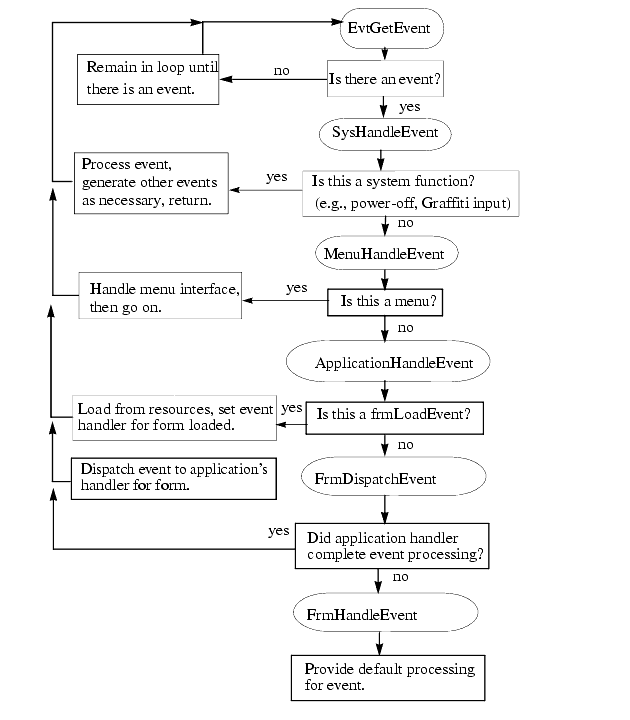 EvtGetEvent
Remain in loop until
there is an event.
no
Is there an event?
yes
SysHandleEvent
Process event,
generate other events
as necessary, return.
yes
Is this a system function?
(e.g., power-off, Graffiti input)
no
MenuHandleEvent
Handle menu interface,
then go on.
yes
Is this a menu?
no
ApplicationHandleEvent
Load from resources, set event
handler for form loaded.
yes
Is this a frmLoadEvent?
no
Dispatch event to application's
handler for form.
FrmDispatchEvent
yes
Did application handler
complete event processing?
no
FrmHandleEvent
Provide default processing
for event.